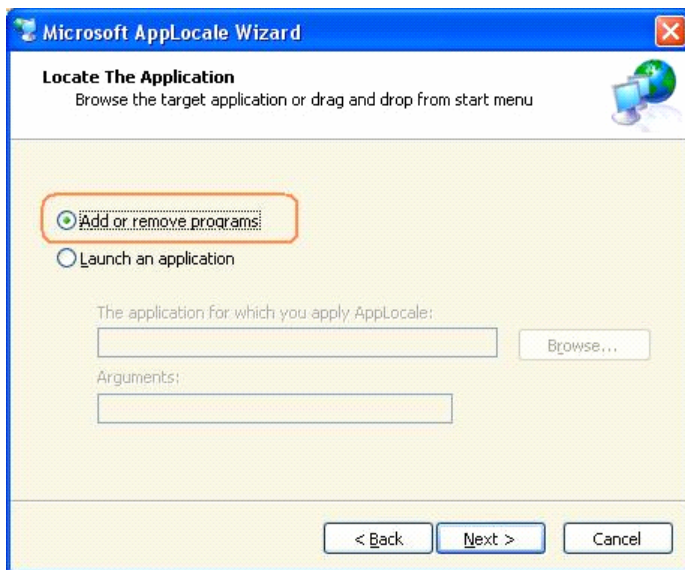 Microsoft AppLocale Wizard
Locate The Application
Browse the target application or drag and drop from start menu
Add or remove programs
Launch an application
The application for which you apply AppLocale:
Browse...
Arguments:
< Back Next > Cancel